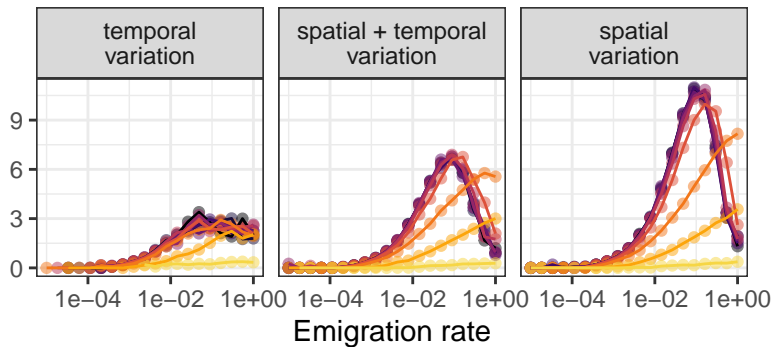 temporal
variation
spatial + temporal
variation
spatial
variation
9
6
3
0
1e−04 1e−02 1e+00 1e−04 1e−02 1e+00 1e−04 1e−02 1e+00
Emigration rate